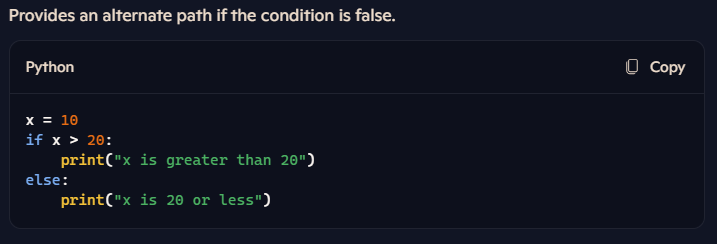 Provides an alternate path if the condition is false.
Python
Copy
x = 10
if x > 20:
    print("x is greater than 20")
else:
    print("x is 20 or less")